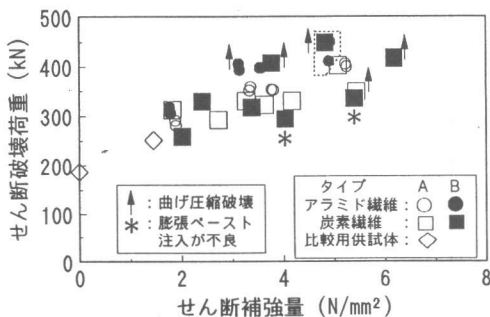 せん断破壊荷重 (kN)
500
400
300
200
100
0
0 2 4 6 8
せん断補強量 (N/mm²)
: 曲げ圧縮破壊
* : 膨張ペースト
注入が不良
タイプ A B
アラミド繊維 :
炭素繊維 :
比較用供試体 :